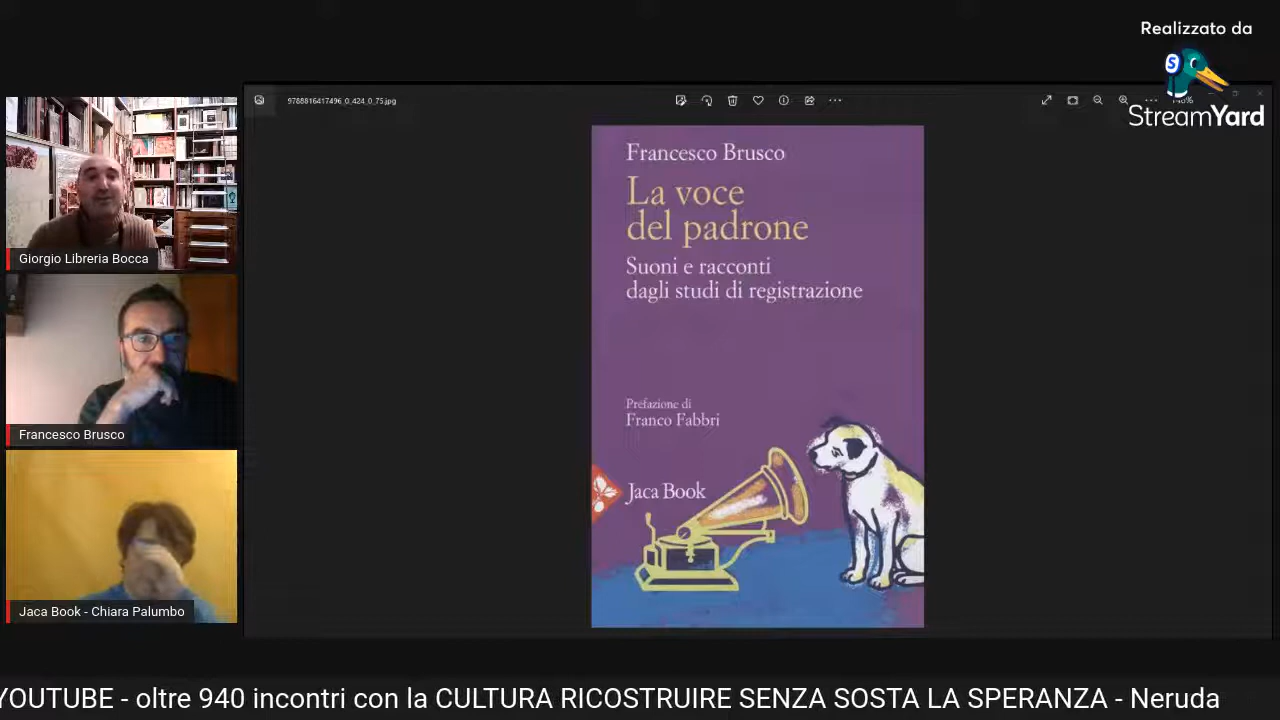 Realizzato da
S
StreamYard
9788816417496_0_424_0_75.jpg
Giorgio Libreria Bocca
Francesco Brusco
Jaca Book - Chiara Palumbo
Francesco Brusco
La voce
del padrone
Suoni e racconti
dagli studi di registrazione
Prefazione di
Franco Fabbri
Jaca Book
YOUTUBE - oltre 940 incontri con la CULTURA RICOSTRUIRE SENZA SOSTA LA SPERANZA - Neruda